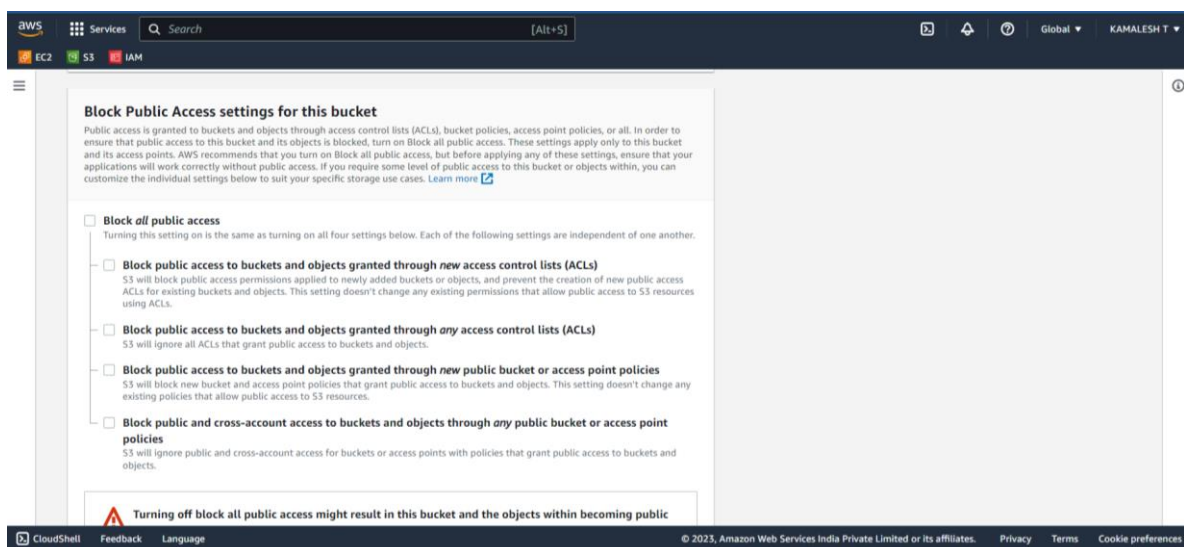 aws
Services
Search
[Alt+S]
Global
KAMALESH T
EC2
S3
IAM
Block Public Access settings for this bucket
Public access is granted to buckets and objects through access control lists (ACLs), bucket policies, access point policies, or all. In order to
ensure that public access to this bucket and its objects is blocked, turn on Block all public access. These settings apply only to this bucket
and its access points. AWS recommends that you turn on Block all public access, but before applying any of these settings, ensure that your
applications will work correctly without public access. If you require some level of public access to this bucket or objects within, you can
customize the individual settings below to suit your specific storage use cases. Learn more
Block all public access
Turning this setting on is the same as turning on all four settings below. Each of the following settings are independent of one another.
Block public access to buckets and objects granted through new access control lists (ACLs)
S3 will block public access permissions applied to newly added buckets or objects, and prevent the creation of new public access
ACLs for existing buckets and objects. This setting doesn't change any existing permissions that allow public access to S3 resources
using ACLs.
Block public access to buckets and objects granted through any access control lists (ACLs)
S3 will ignore all ACLs that grant public access to buckets and objects.
Block public access to buckets and objects granted through new public bucket or access point policies
S3 will block new bucket and access point policies that grant public access to buckets and objects. This setting doesn't change any
existing policies that allow public access to S3 resources.
Block public and cross-account access to buckets and objects through any public bucket or access point
policies
S3 will ignore public and cross-account access for buckets or access points with policies that grant public access to buckets and
objects.
Turning off block all public access might result in this bucket and the objects within becoming public
CloudShell
Feedback
Language
© 2023, Amazon Web Services India Private Limited or its affiliates.
Privacy
Terms
Cookie preferences